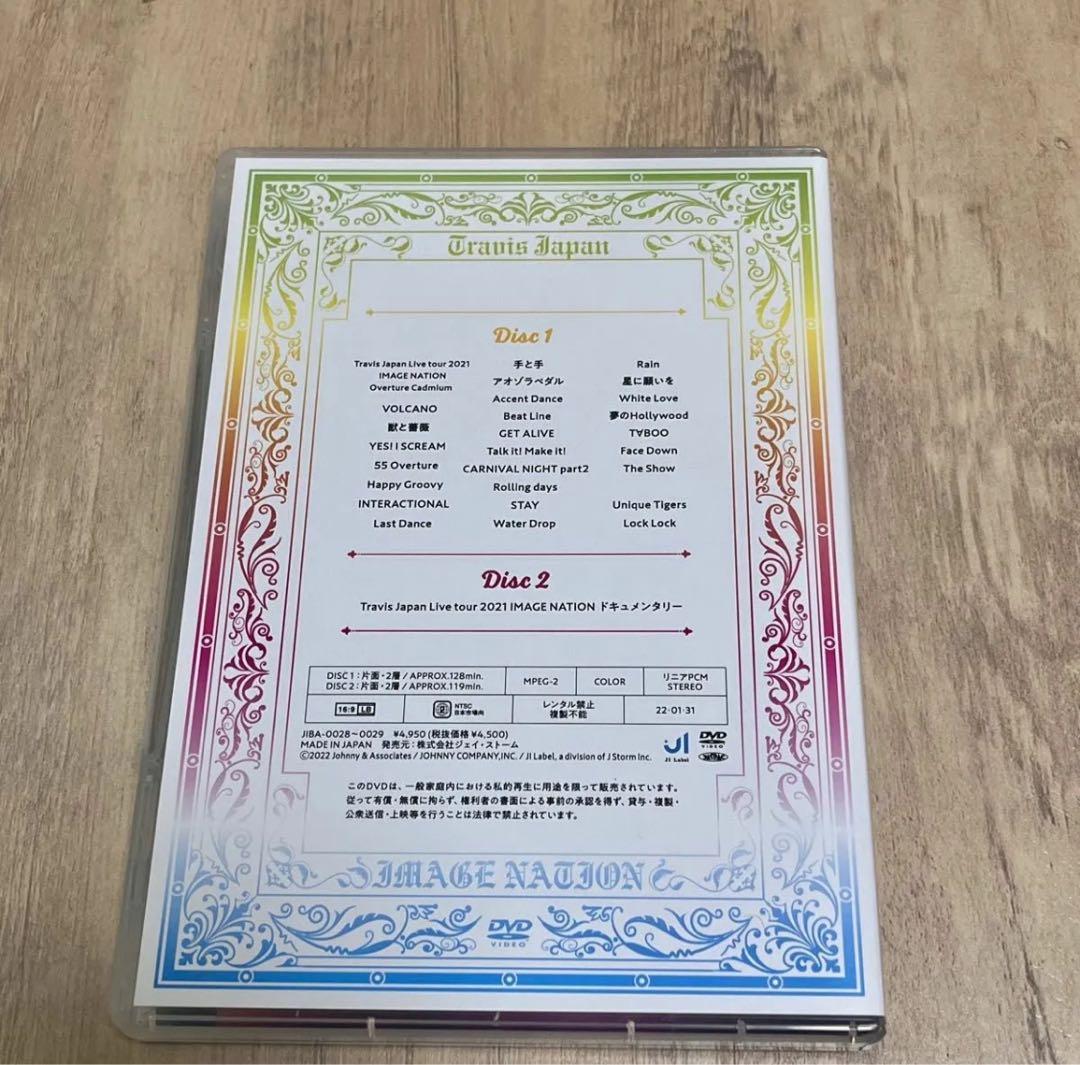 Travis Japan
Disc 1
Travis Japan Live tour 2021
IMAGE NATION
Overture Cadmium
VOLCANO
獣と薔薇
YES! I SCREAM
55 Overture
Happy Groovy
INTERACTIONAL
Last Dance
手と手
アオゾラペダル
Accent Dance
Beat Line
GET ALIVE
Talk it! Make it!
CARNIVAL NIGHT part2
Rolling days
STAY
Water Drop
Rain
星に願いを
White Love
夢のHollywood
T∀BOO
Face Down
The Show
Unique Tigers
Lock Lock
Disc 2
Travis Japan Live tour 2021 IMAGE NATION ドキュメンタリー
DISC 1：片面・2層 / APPROX.128min.
DISC 2：片面・2層 / APPROX.119min.
MPEG-2
COLOR
リニアPCM
STEREO
16:9 LB
2
NTSC
日本市場向
レンタル禁止
複製不能
22・01・31
JIBA-0028～0029 ¥4,950 (税抜価格 ¥4,500)
MADE IN JAPAN 発売元：株式会社ジェイ・ストーム
©2022 Johnny & Associates / JOHNNY COMPANY,INC. / JI Label, a division of J Storm Inc.
JI
JI Label
DVD
VIDEO
このDVDは、一般家庭内における私的再生に用途を限って販売されています。
従って有償・無償に拘らず、権利者の書面による事前の承認を得ず、貸与・複製・
公衆送信・上映等を行うことは法律で禁止されています。
IMAGE NATION
DVD
VIDEO